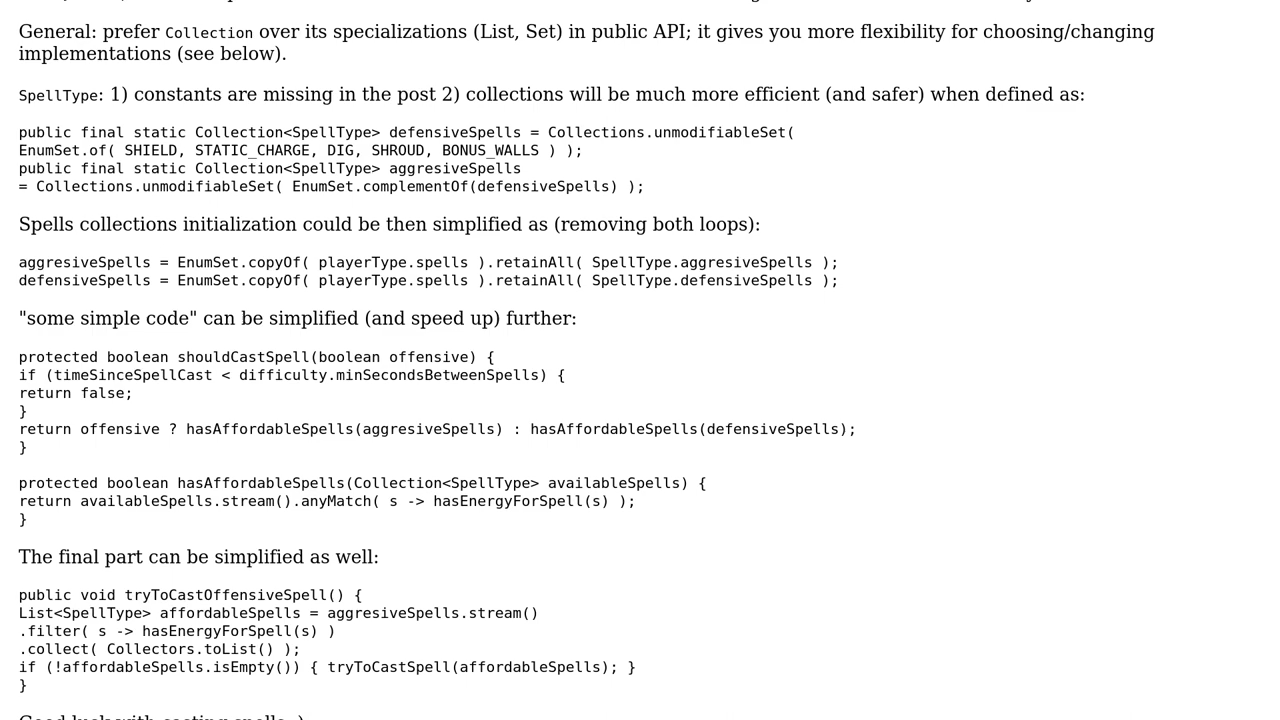 General: prefer Collection over its specializations (List, Set) in public API; it gives you more flexibility for choosing/changing
implementations (see below).
SpellType: 1) constants are missing in the post 2) collections will be much more efficient (and safer) when defined as:
public final static Collection<SpellType> defensiveSpells = Collections.unmodifiableSet(
EnumSet.of( SHIELD, STATIC_CHARGE, DIG, SHROUD, BONUS_WALLS ) );
public final static Collection<SpellType> aggresiveSpells
= Collections.unmodifiableSet( EnumSet.complementOf(defensiveSpells) );
Spells collections initialization could be then simplified as (removing both loops):
aggresiveSpells = EnumSet.copyOf( playerType.spells ).retainAll( SpellType.aggresiveSpells );
defensiveSpells = EnumSet.copyOf( playerType.spells ).retainAll( SpellType.defensiveSpells );
"some simple code" can be simplified (and speed up) further:
protected boolean shouldCastSpell(boolean offensive) {
if (timeSinceSpellCast < difficulty.minSecondsBetweenSpells) {
return false;
}
return offensive ? hasAffordableSpells(aggresiveSpells) : hasAffordableSpells(defensiveSpells);
}
protected boolean hasAffordableSpells(Collection<SpellType> availableSpells) {
return availableSpells.stream().anyMatch( s -> hasEnergyForSpell(s) );
}
The final part can be simplified as well:
public void tryToCastOffensiveSpell() {
List<SpellType> affordableSpells = aggresiveSpells.stream()
.filter( s -> hasEnergyForSpell(s) )
.collect( Collectors.toList() );
if (!affordableSpells.isEmpty()) { tryToCastSpell(affordableSpells); }
}
Good luck with casting spells :)